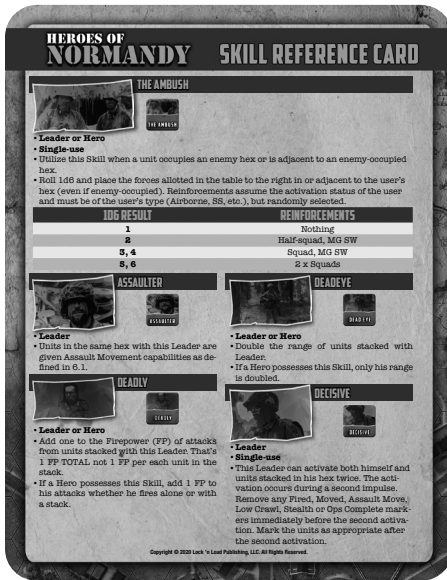 HEROES OF
NORMANDY
SKILL REFERENCE CARD
THE AMBUSH
THE AMBUSH
• Leader or Hero
• Single-use
• Utilize this Skill when a unit occupies an enemy hex or is adjacent to an enemy-occupied
hex.
• Roll 1d6 and place the forces allotted in the table to the right in or adjacent to the user's
hex (even if enemy-occupied). Reinforcements assume the activation status of the user
and must be of the user's type (Airborne, SS, etc.), but randomly selected.
1D6 RESULT REINFORCEMENTS
1 Nothing
2 Half-squad, MG SW
3, 4 Squad, MG SW
5, 6 2 x Squads
ASSAULTER
ASSAULTER
• Leader
• Units in the same hex with this Leader are
given Assault Movement capabilities as de-
fined in 6.1.
DEADLY
DEADLY
• Leader or Hero
• Add one to the Firepower (FP) of attacks
from units stacked with this Leader. That's
1 FP TOTAL not 1 FP per each unit in the
stack.
• If a Hero possesses this Skill, add 1 FP to
his attacks whether he fires alone or with
a stack.
DEADEYE
DEAD EYE
• Leader or Hero
• Double the range of units stacked with
Leader.
• If a Hero possesses this Skill, only his range
is doubled.
DECISIVE
DECISIVE
• Leader
• Single-use
• This Leader can activate both himself and
units stacked in his hex twice. The acti-
vation occurs during a second impulse.
Remove any Fired, Moved, Assault Move,
Low Crawl, Stealth or Ops Complete mark-
ers immediately before the second activa-
tion. Mark the units as appropriate after
the second activation.
Copyright © 2020 Lock 'n Load Publishing, LLC. All Rights Reserved.